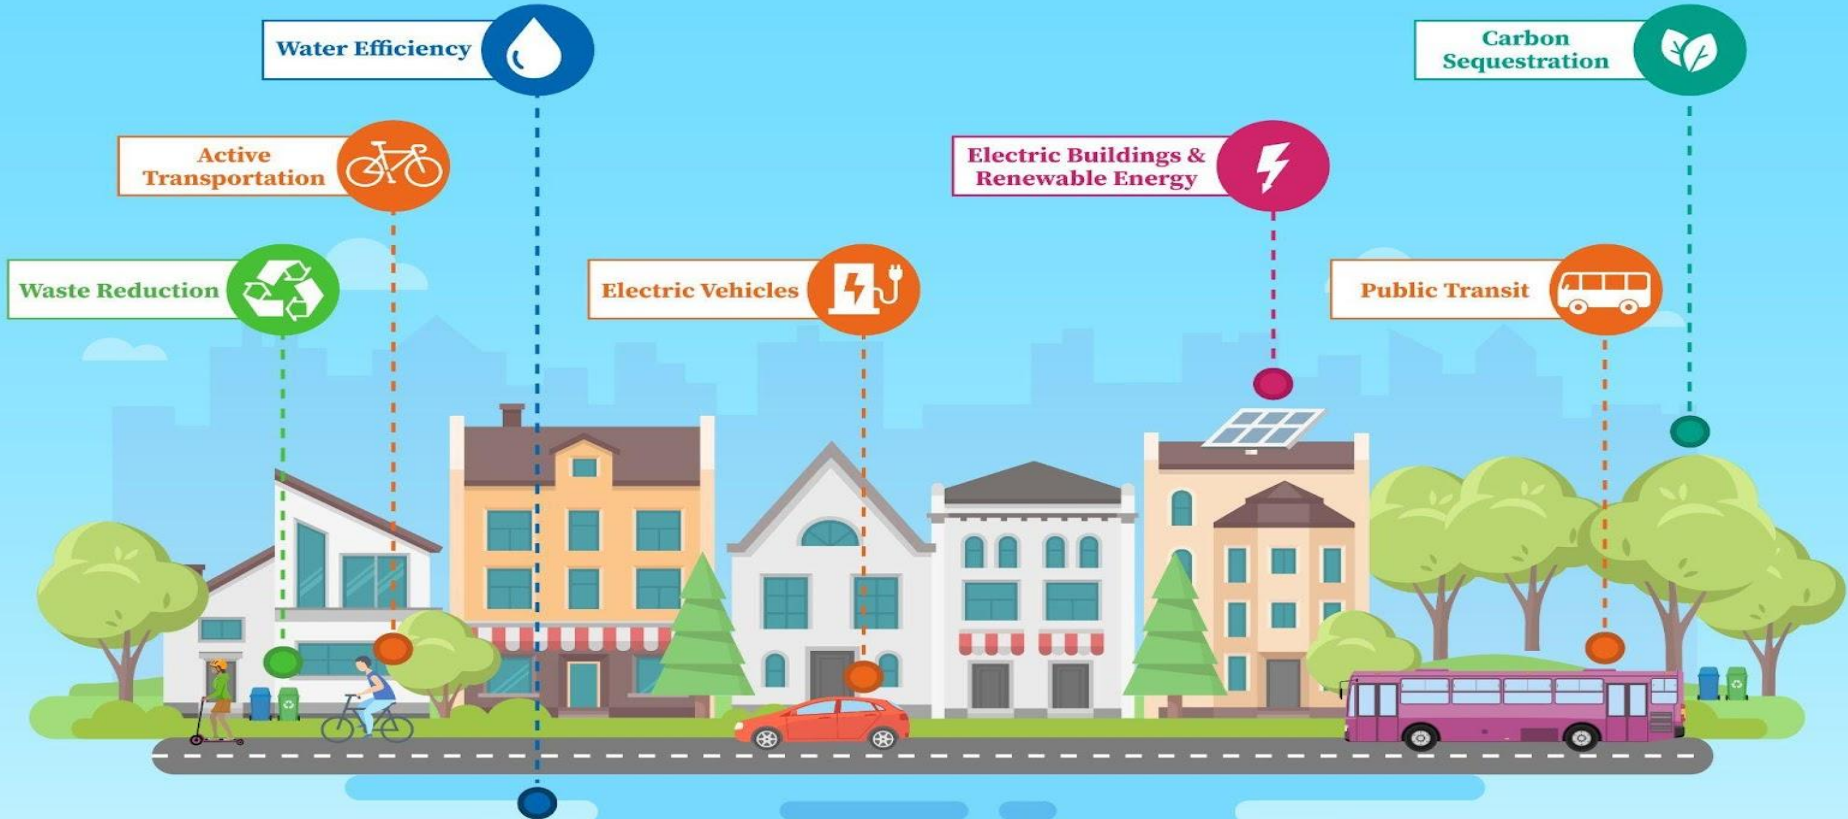 Water Efficiency
Carbon
Sequestration
Active
Transportation
Electric Buildings &
Renewable Energy
Waste Reduction
Electric Vehicles
Public Transit